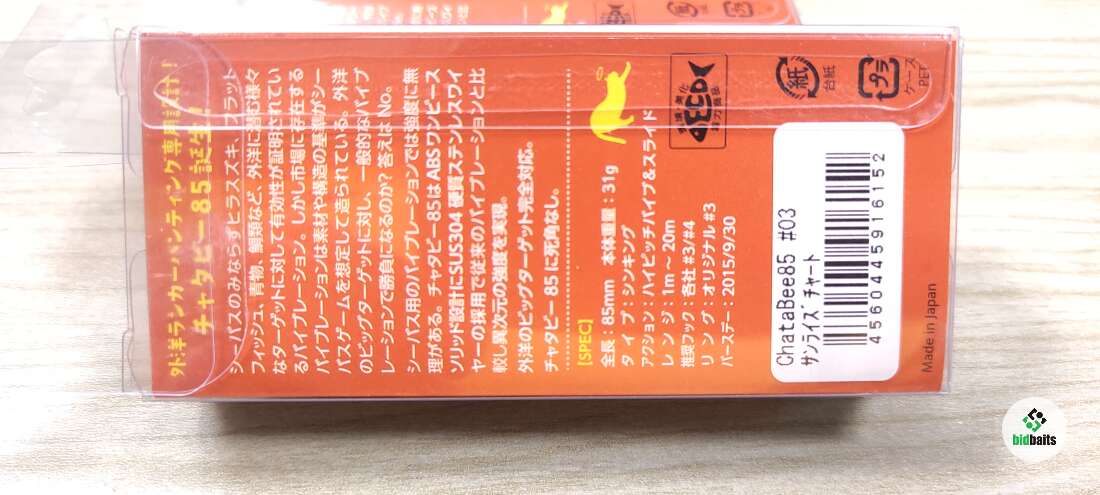 外洋ランカーハンティング専用設計!
チャタビー85誕生!
シーバスのみならずヒラスズキ、フラット
フィッシュ、青物、鯛類など、外洋に潜む様々
なターゲットに対して有効性が証明されてい
るバイブレーション。しかし市場に存在する
バイブレーションは素材や構造の基準がシー
バスゲームを想定して造られている。外洋
のビッグターゲットに対し、一般的なバイブ
レーションで勝負になるのか?答えはNo。
シーバス用のバイブレーションでは強度に無
理がある。チャタビー85はABSワンピース
ソリッド設計にSUS304硬質ステンレスワイ
ヤーの採用で従来のバイブレーションと比
較し異次元の強度を実現。
外洋のビッグターゲット完全対応。
チャタビー85に死角なし。
[SPEC]
全長:85mm 本体重量:31g
タイプ:シンキング
アクション:ハイピッチバイブ&スライド
レンジ:1m~20m
推奨フック:各社#3/#4
リング:オリジナル#3
バースデー:2015/9/30
ECO
協力商品
紙
台紙
プラ
ケース
PET
ChataBee85 #03
サンライズチャート
4560445916152
Made in Japan
bidbaits